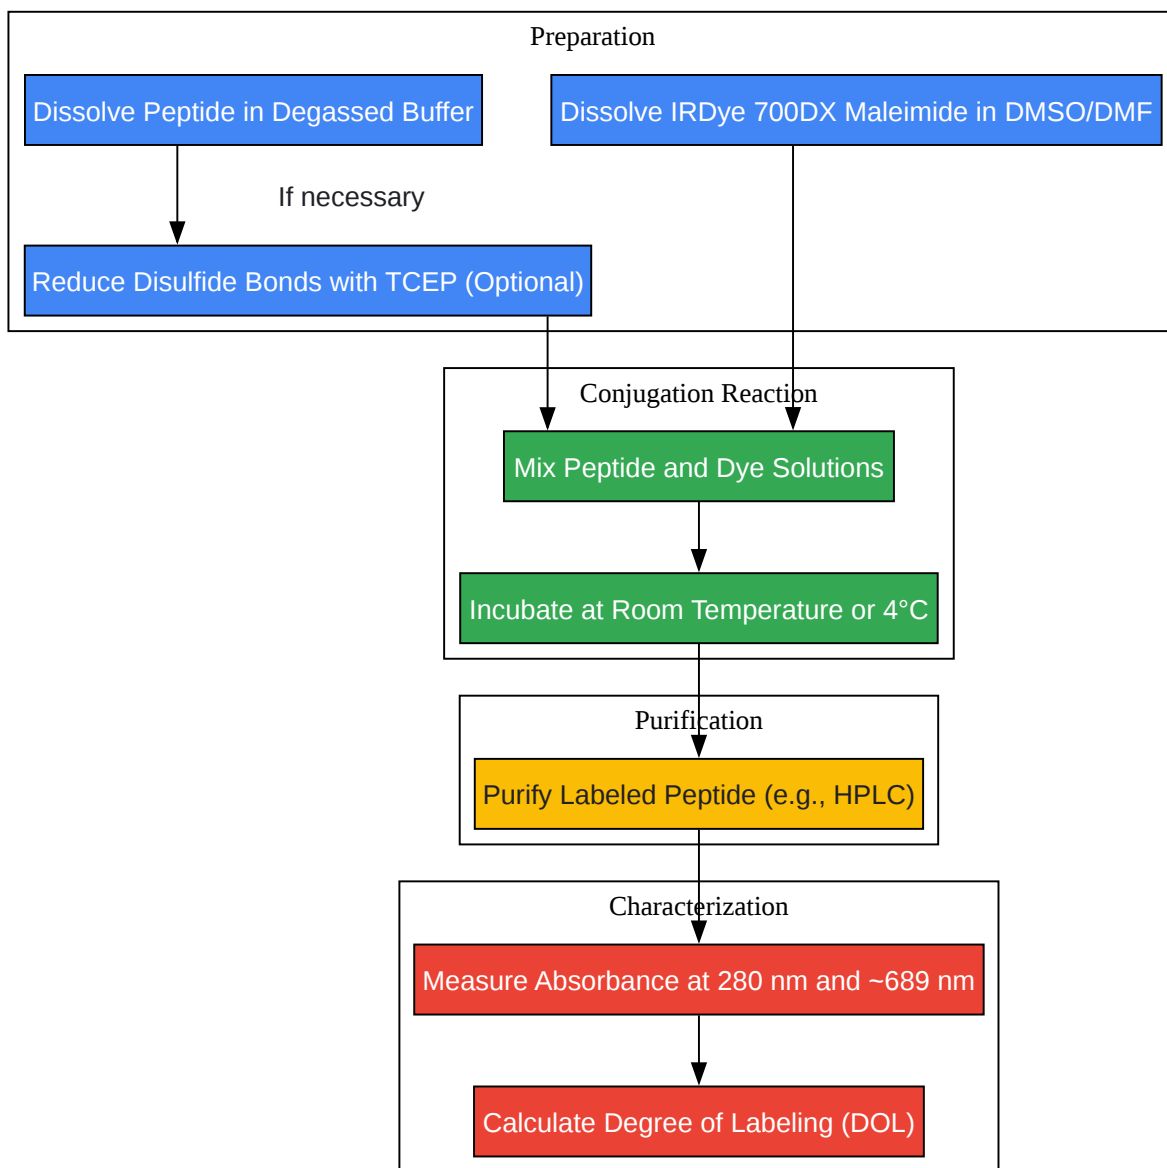 Preparation
Dissolve Peptide in Degassed Buffer
Dissolve IRDye 700DX Maleimide in DMSO/DMF
If necessary
Reduce Disulfide Bonds with TCEP (Optional)
Conjugation Reaction
Mix Peptide and Dye Solutions
Incubate at Room Temperature or 4°C
Purification
Purify Labeled Peptide (e.g., HPLC)
Characterization
Measure Absorbance at 280 nm and ~689 nm
Calculate Degree of Labeling (DOL)